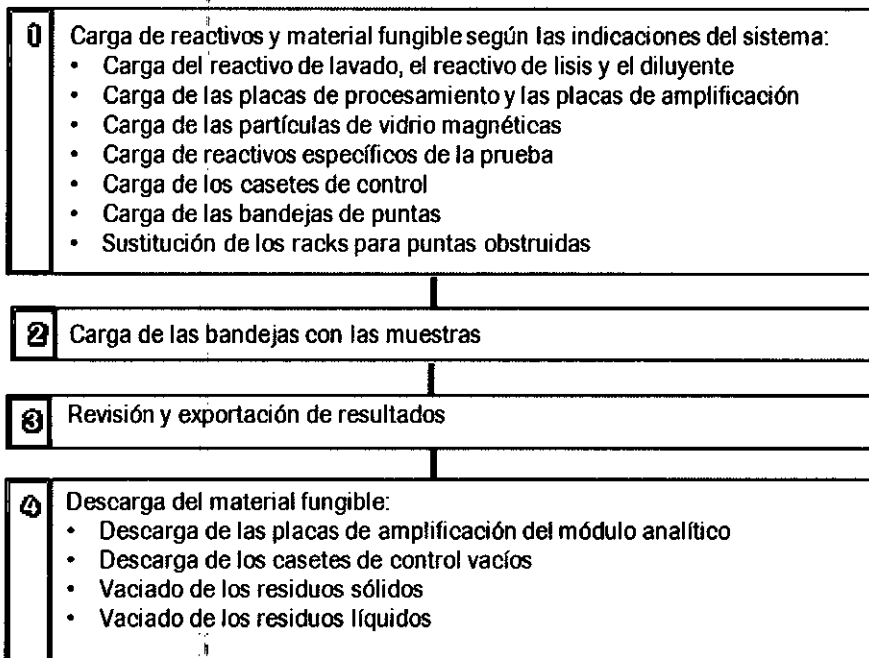 1 Carga de reactivos y material fungible según las indicaciones del sistema:
• Carga del reactivo de lavado, el reactivo de lisis y el diluyente
• Carga de las placas de procesamiento y las placas de amplificación
• Carga de las partículas de vidrio magnéticas
• Carga de reactivos específicos de la prueba
• Carga de los casetes de control
• Carga de las bandejas de puntas
• Sustitución de los racks para puntas obstruidas
2 Carga de las bandejas con las muestras
3 Revisión y exportación de resultados
4 Descarga del material fungible:
• Descarga de las placas de amplificación del módulo analítico
• Descarga de los casetes de control vacíos
• Vaciado de los residuos sólidos
• Vaciado de los residuos líquidos